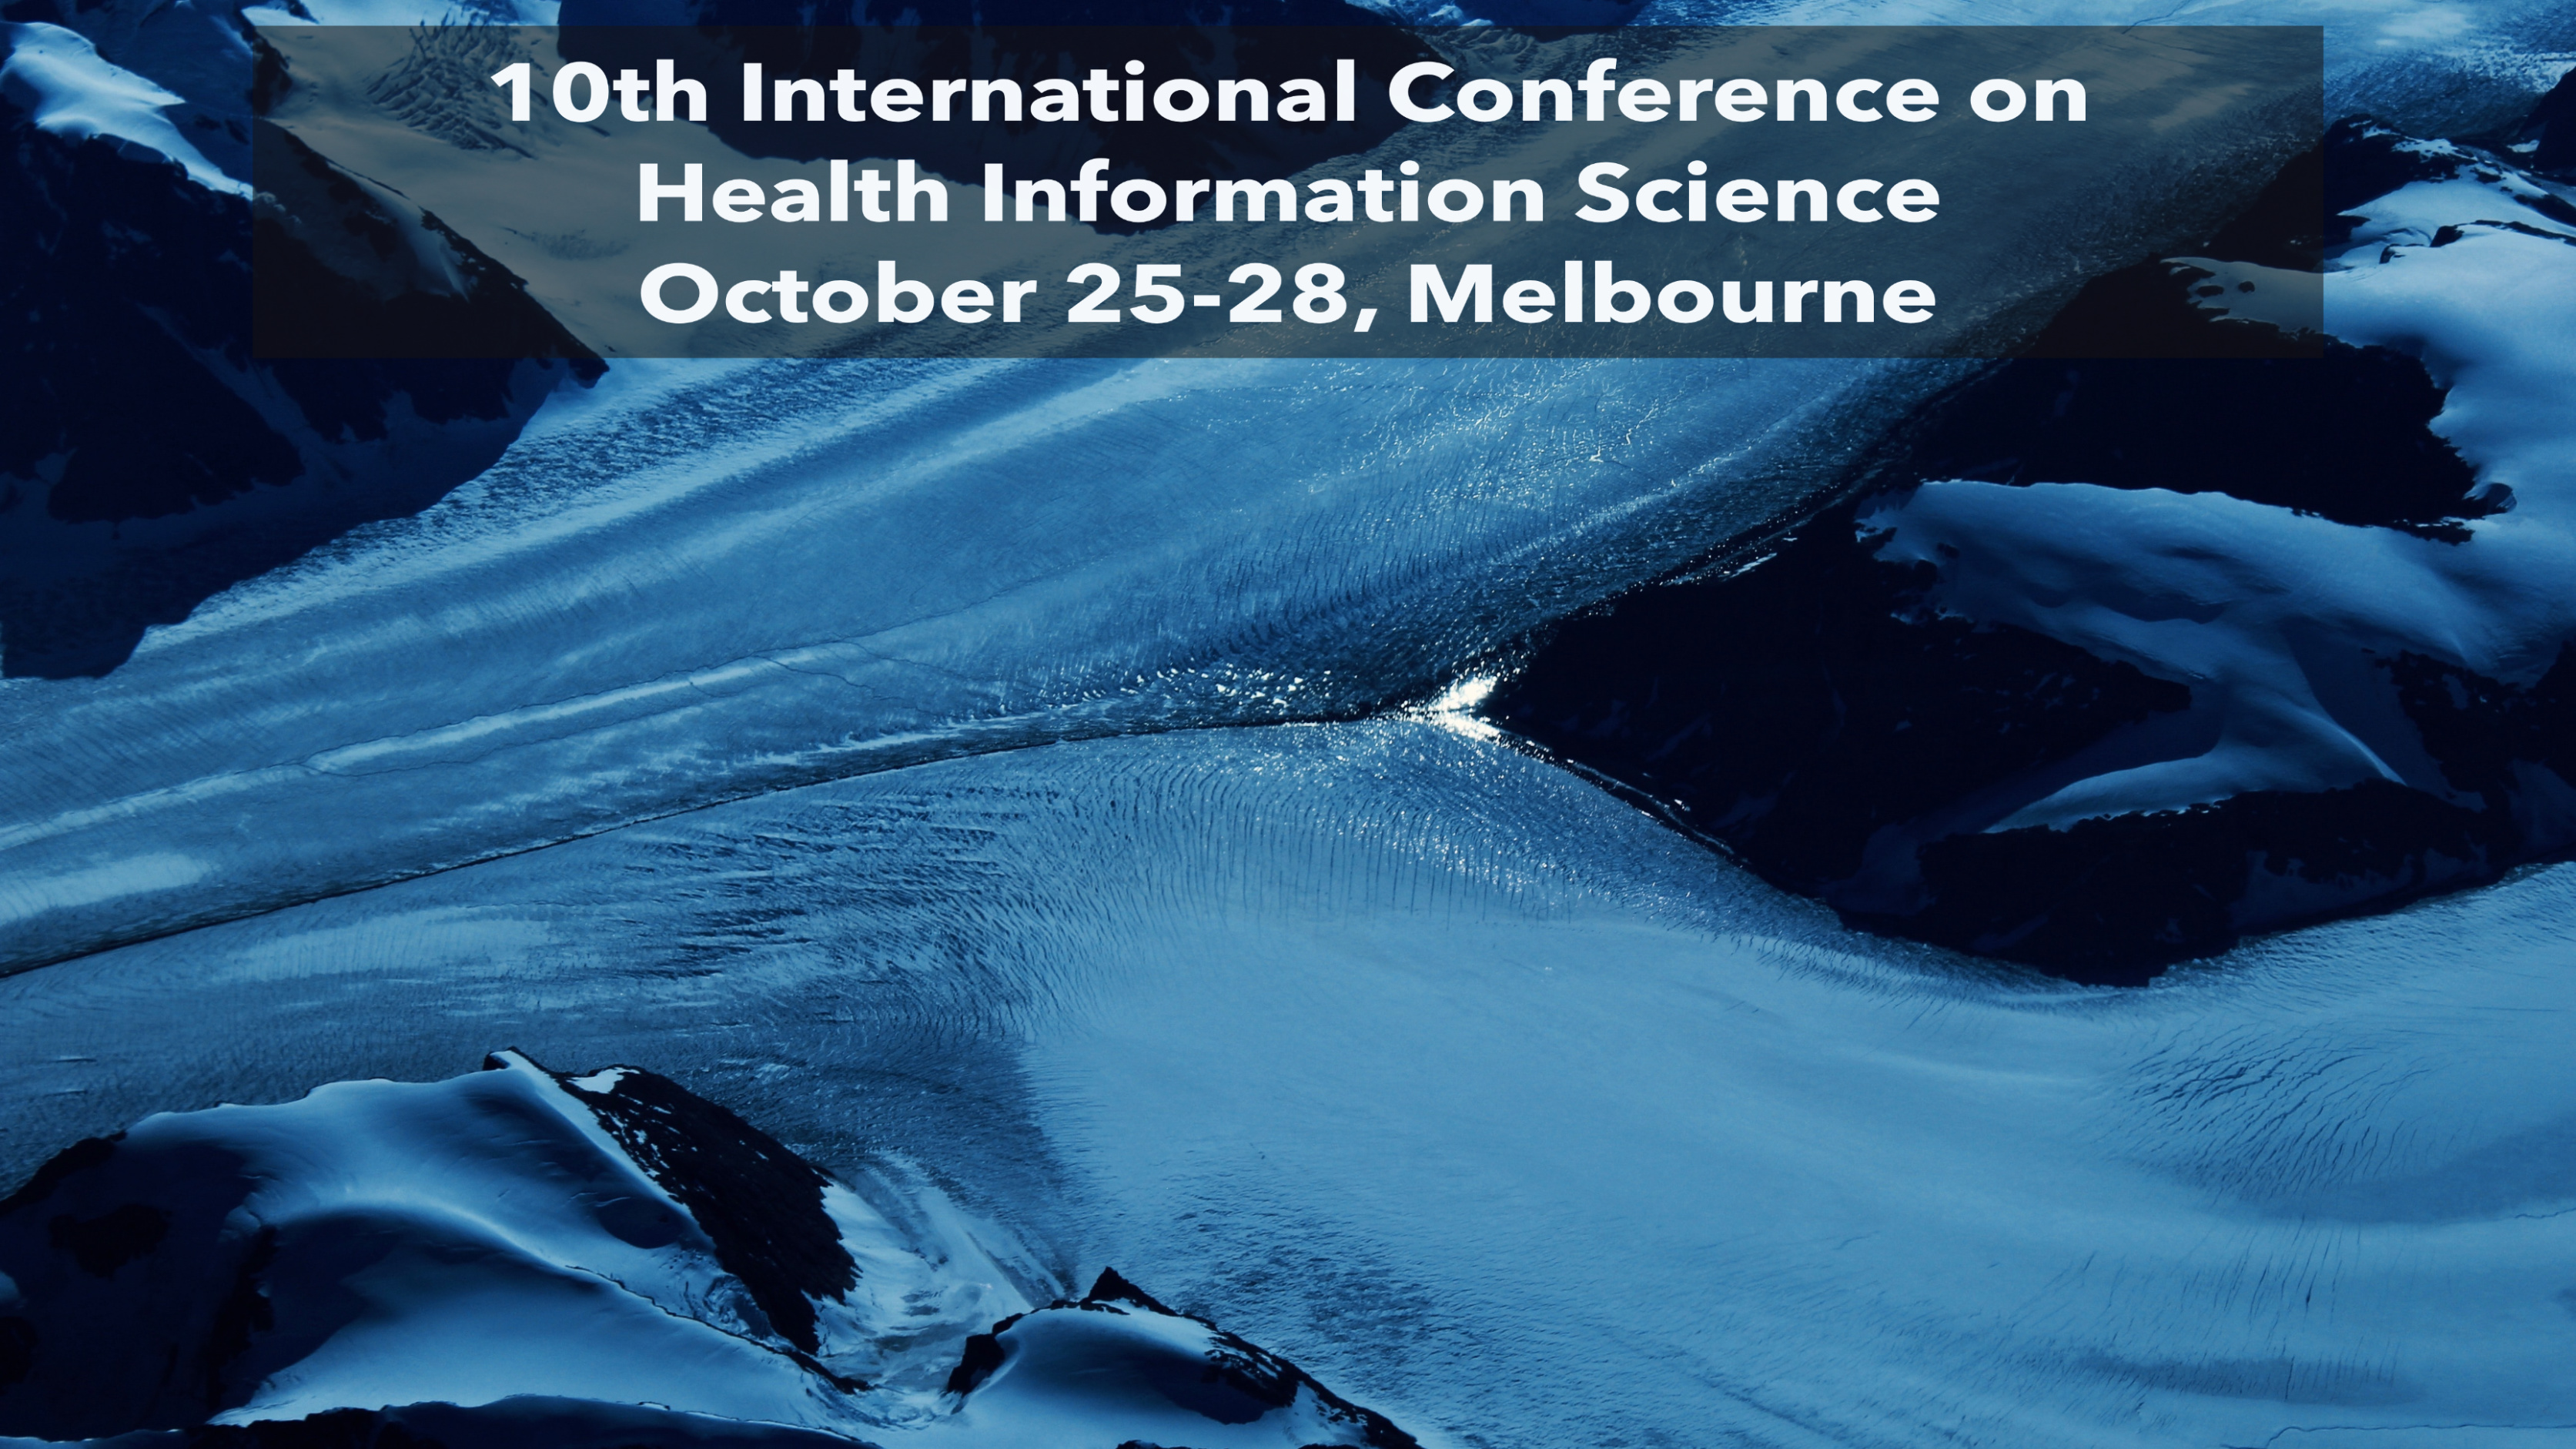 10th International Conference on
Health Information Science
October 25-28, Melbourne